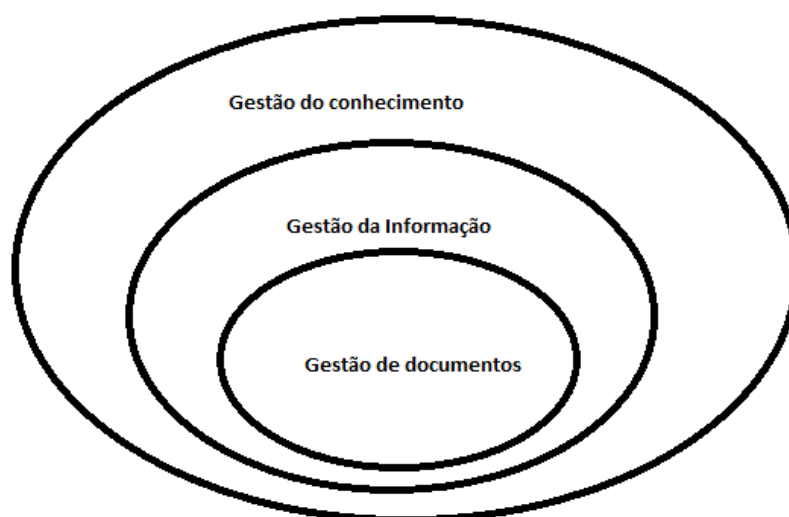 Gestão do conhecimento
Gestão da Informação
Gestão de documentos